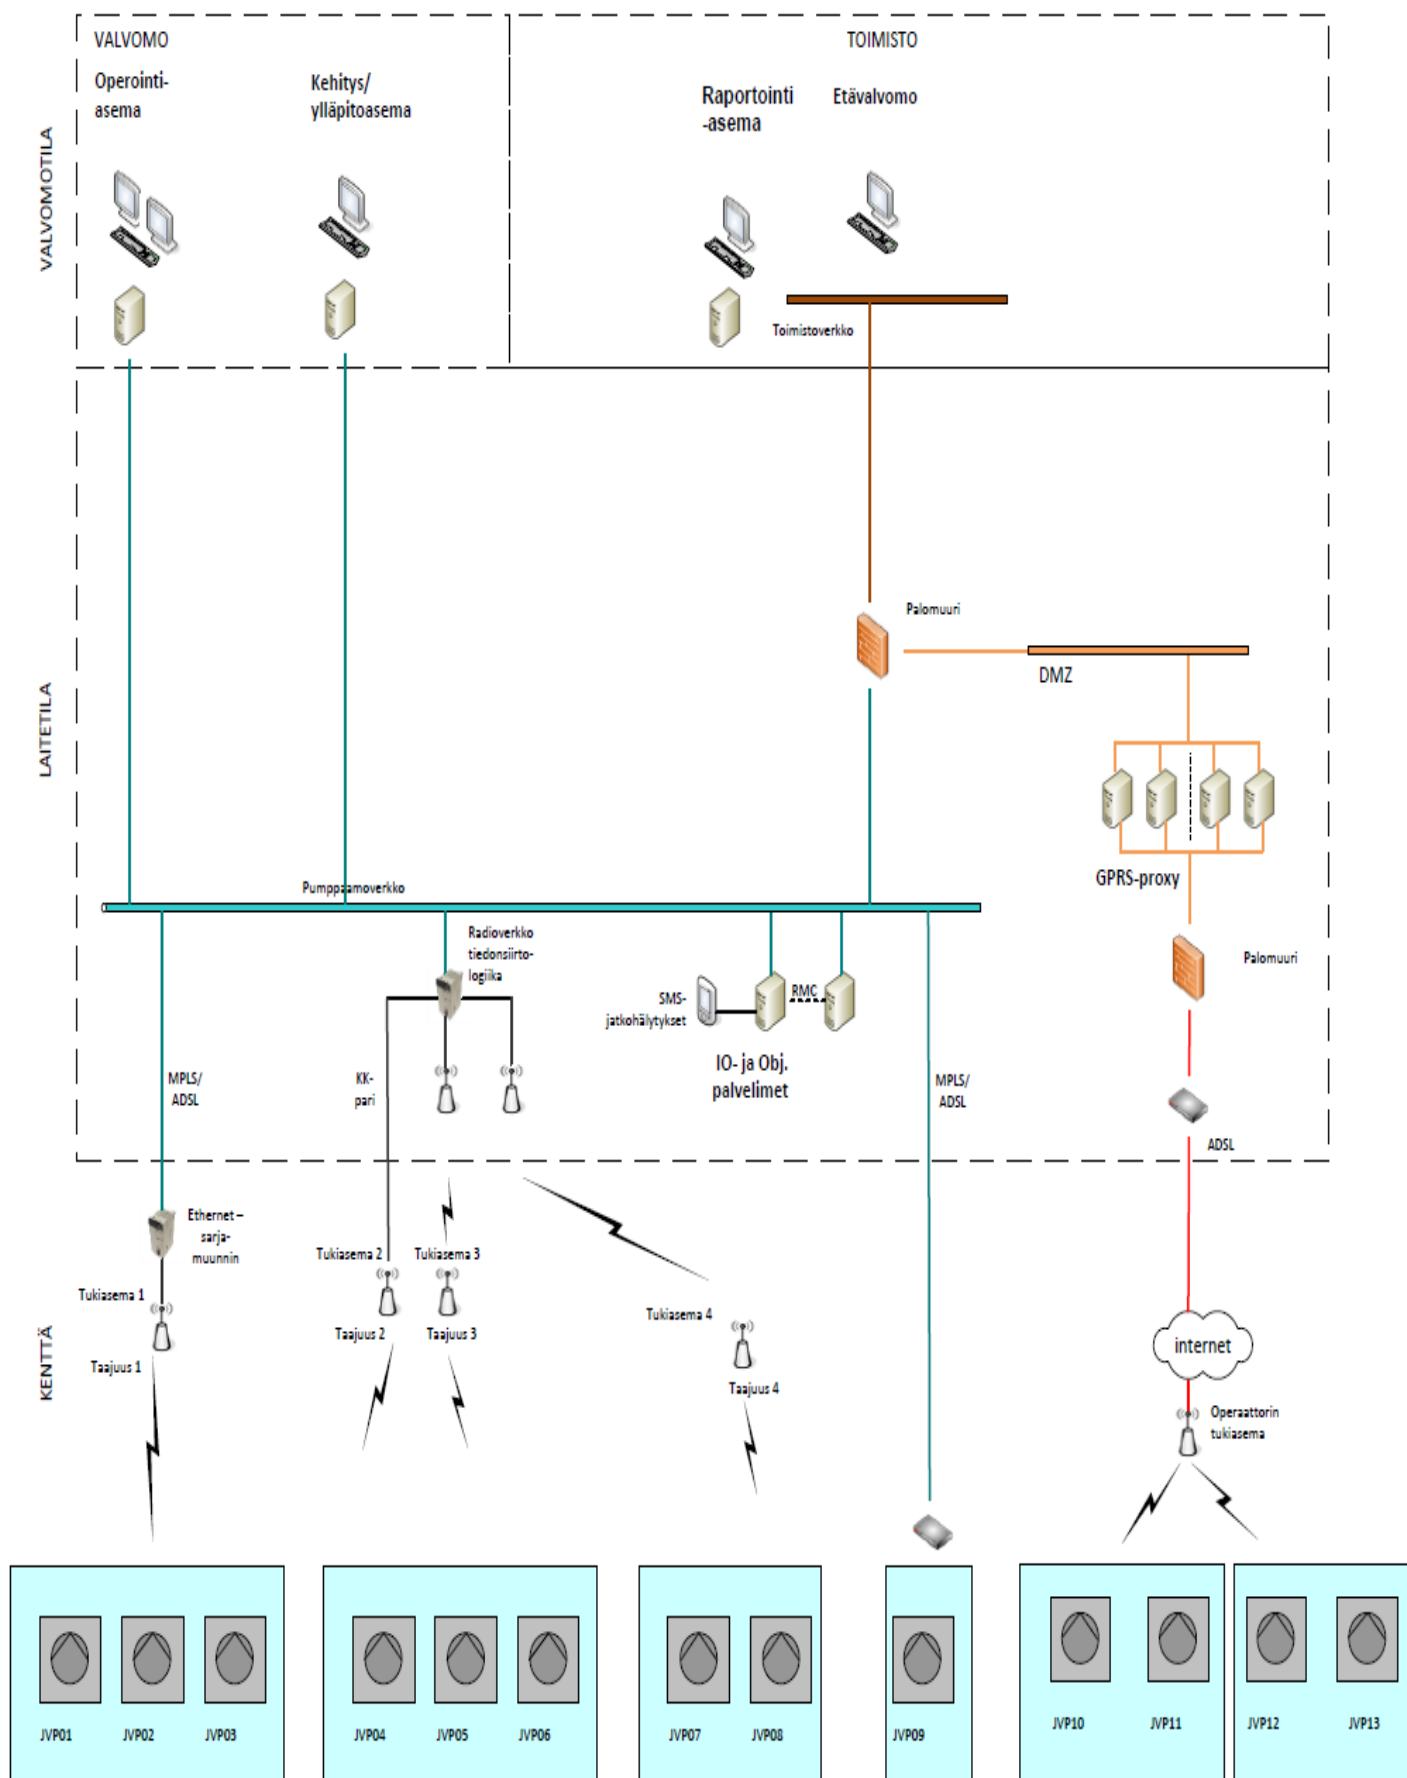 VALVOMO
TOIMISTO
Operointi-
asema
Kehitys/
ylläpitoasema
Raportointi
-asema
Etävalvomo
VALVOMOTILA
Toimistoverkko
Palomuuri
DMZ
LAITETILA
GPRS-proxy
Pumppaamoverkko
Radioverkko
tiedonsiirto-
logiikka
Palomuuri
SMS-
jatkohälytykset
RMC
IO- ja Obj.
palvelimet
MPLS/
ADSL
KK-
pari
MPLS/
ADSL
ADSL
Ethernet –
sarja-
muunnin
Tukiasema 1
Taajuus 1
Tukiasema 2
Tukiasema 3
Taajuus 2
Taajuus 3
Tukiasema 4
Taajuus 4
KENTTÄ
internet
Operaattorin
tukiasema
JVP01
JVP02
JVP03
JVP04
JVP05
JVP06
JVP07
JVP08
JVP09
JVP10
JVP11
JVP12
JVP13